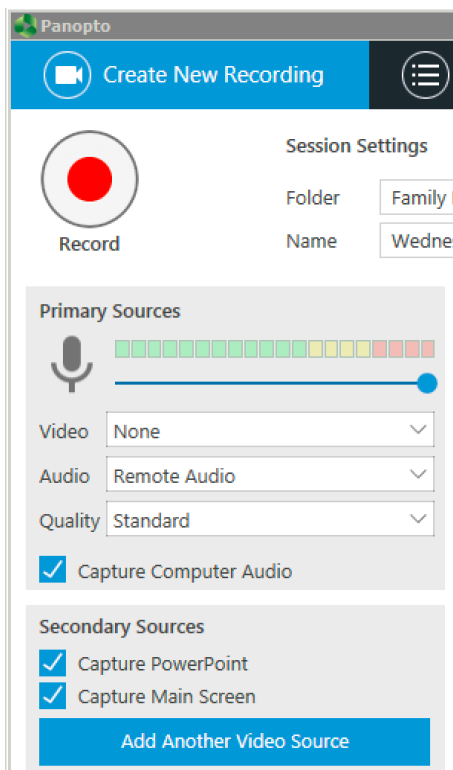 Panopto
Create New Recording
Session Settings
Folder Family
Record
Name
Primary Sources
Video None
Audio Remote Audio
Quality Standard
Capture Computer Audio
Secondary Sources
Capture PowerPoint
Capture Main Screen
Add Another Video Source